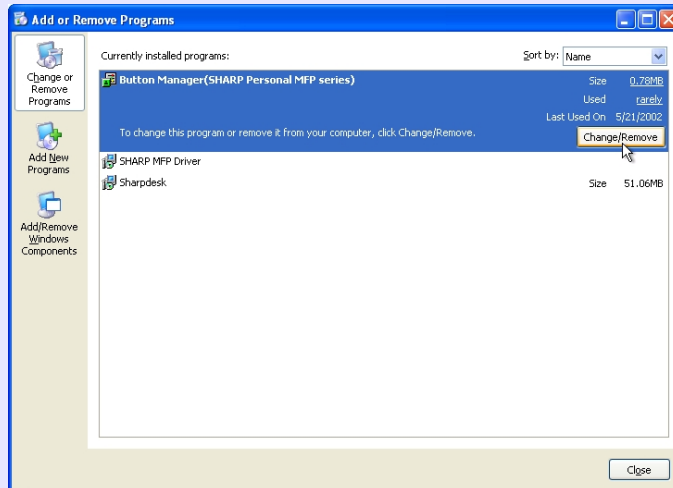 Add or Remove Programs
Change or
Remove
Programs
Add New
Programs
Add/Remove
Windows
Components
Currently installed programs:
Sort by: Name
Button Manager(SHARP Personal MFP series)
Size 0.78MB
Used rarely
Last Used On 5/21/2002
To change this program or remove it from your computer, click Change/Remove.
Change/Remove
SHARP MFP Driver
Sharpdesk
Size 51.06MB
Close